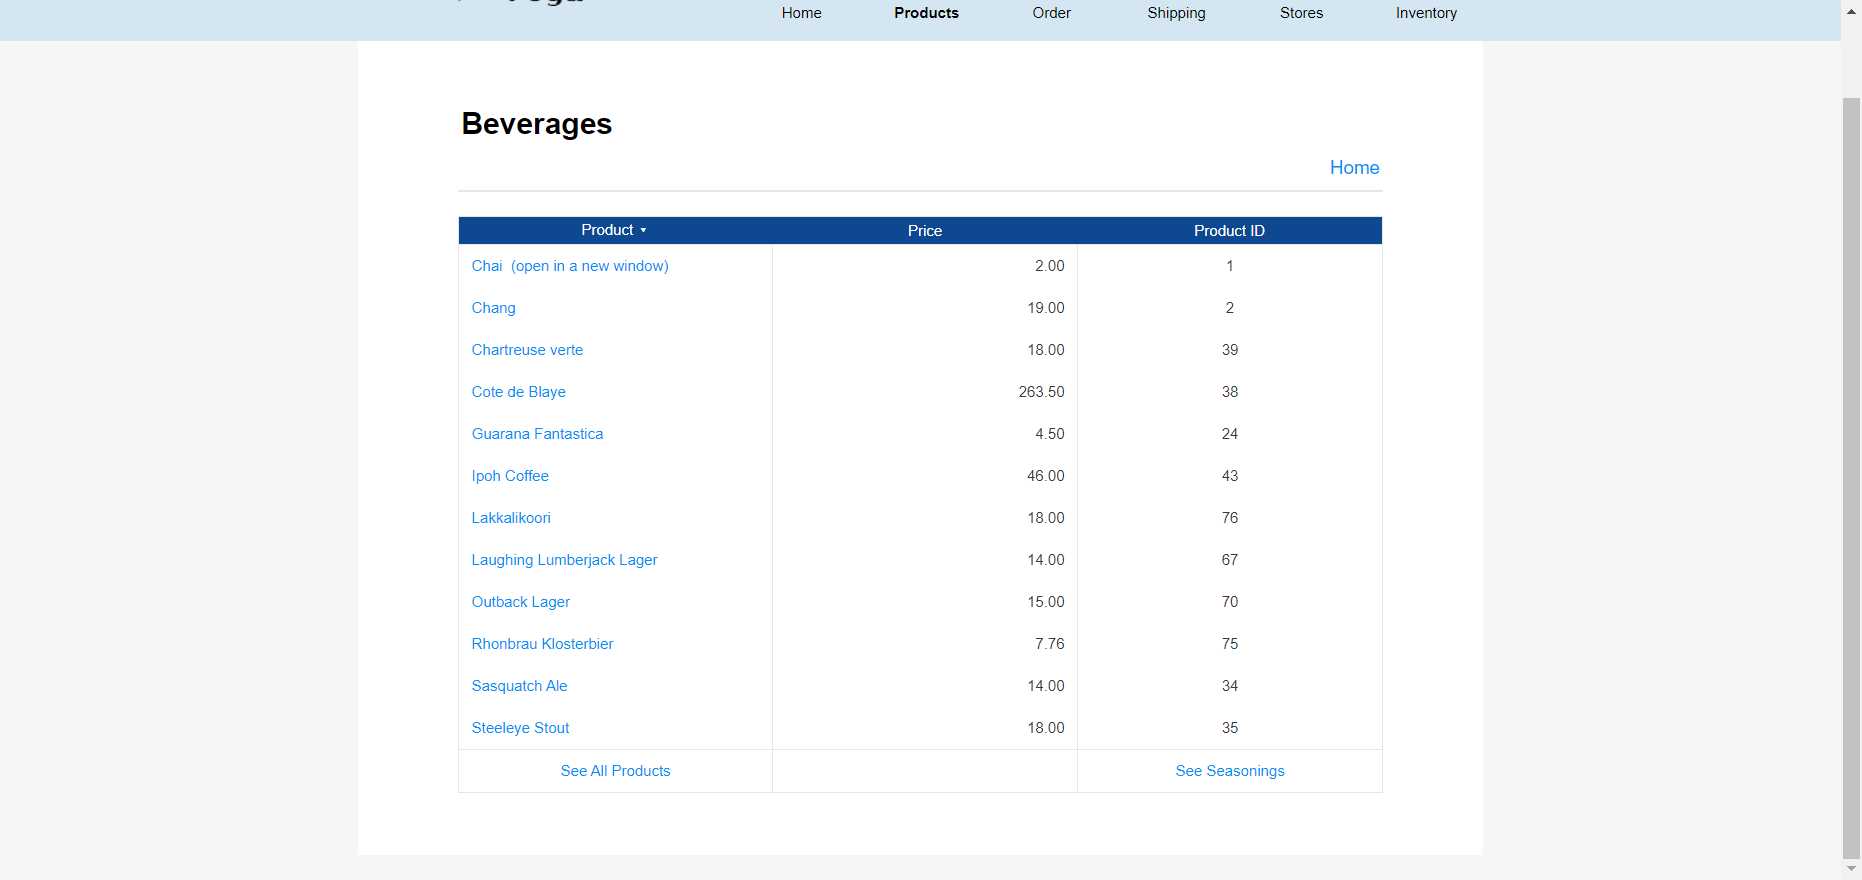 Home Products Order Shipping Stores Inventory
Beverages
Home
Product ▾ Price Product ID
Chai (open in a new window) 2.00 1
Chang 19.00 2
Chartreuse verte 18.00 39
Cote de Blaye 263.50 38
Guarana Fantastica 4.50 24
Ipoh Coffee 46.00 43
Lakkalikoori 18.00 76
Laughing Lumberjack Lager 14.00 67
Outback Lager 15.00 70
Rhonbrau Klosterbier 7.76 75
Sasquatch Ale 14.00 34
Steeleye Stout 18.00 35
See All Products See Seasonings